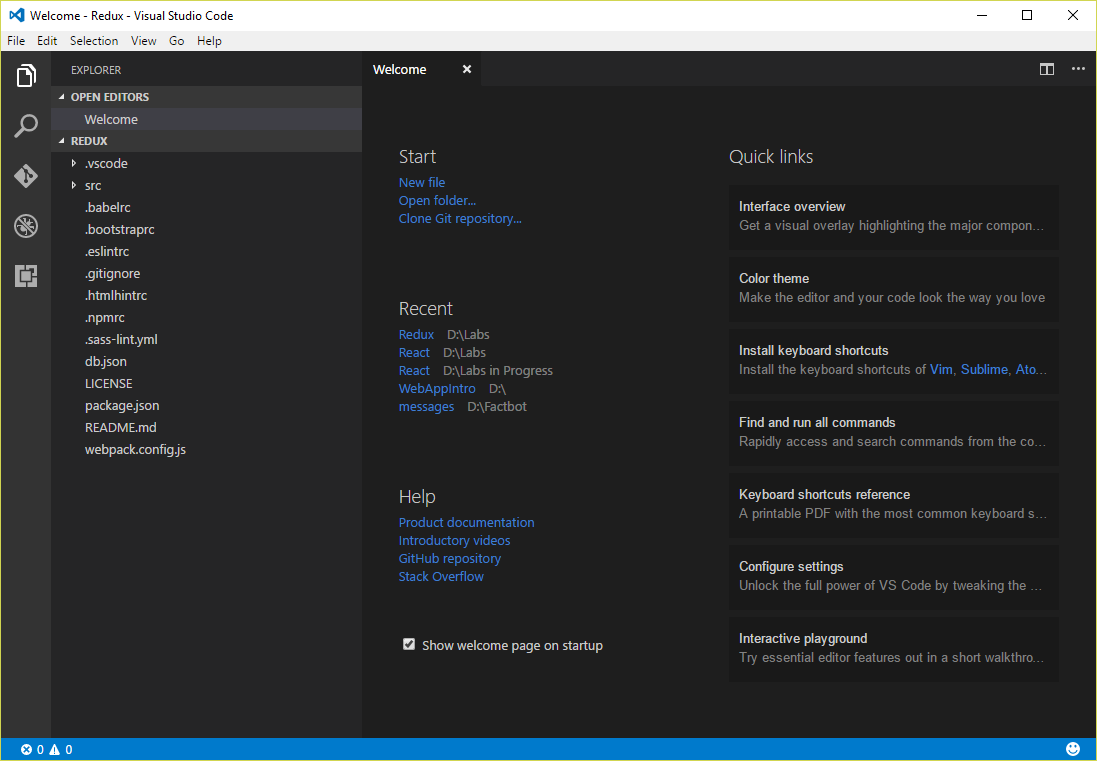 Welcome - Redux - Visual Studio Code
File Edit Selection View Go Help
EXPLORER
OPEN EDITORS
Welcome
REDUX
.vscode
src
.babelrc
.bootstraprc
.eslintrc
.gitignore
.htmlhintrc
.npmrc
.sass-lint.yml
db.json
LICENSE
package.json
README.md
webpack.config.js
Welcome
Start
New file
Open folder...
Clone Git repository...
Recent
Redux D:\Labs
React D:\Labs
React D:\Labs in Progress
WebAppIntro D:\
messages D:\Factbot
Help
Product documentation
Introductory videos
GitHub repository
Stack Overflow
Show welcome page on startup
Quick links
Interface overview
Get a visual overlay highlighting the major compon...
Color theme
Make the editor and your code look the way you love
Install keyboard shortcuts
Install the keyboard shortcuts of Vim, Sublime, Ato...
Find and run all commands
Rapidly access and search commands from the co...
Keyboard shortcuts reference
A printable PDF with the most common keyboard s...
Configure settings
Unlock the full power of VS Code by tweaking the ...
Interactive playground
Try essential editor features out in a short walkthro...
0 0